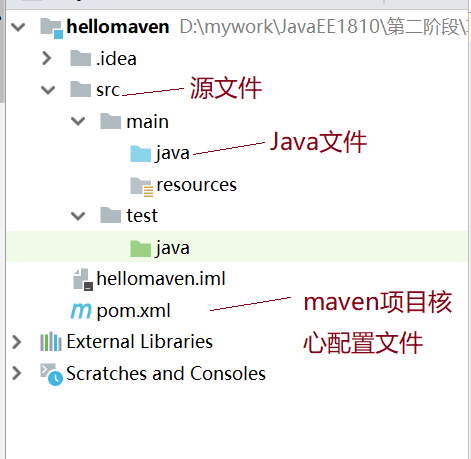 hellomaven D:\mywork\JavaEE1810\第二阶段\
.idea
src 源文件
main
java Java文件
resources
test
java
hellomaven.iml
pom.xml maven项目核
心配置文件
External Libraries
Scratches and Consoles